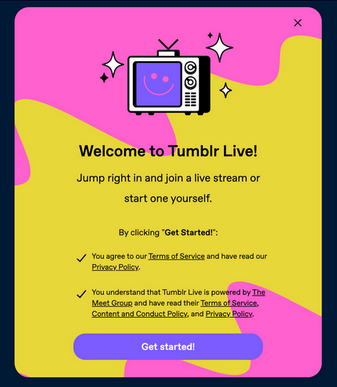 Welcome to Tumblr Live!
Jump right in and join a live stream or
start one yourself.
By clicking "Get Started!":
You agree to our Terms of Service and have read our
Privacy Policy.
You understand that Tumblr Live is powered by The
Meet Group and have read their Terms of Service,
Content and Conduct Policy, and Privacy Policy.
Get started!